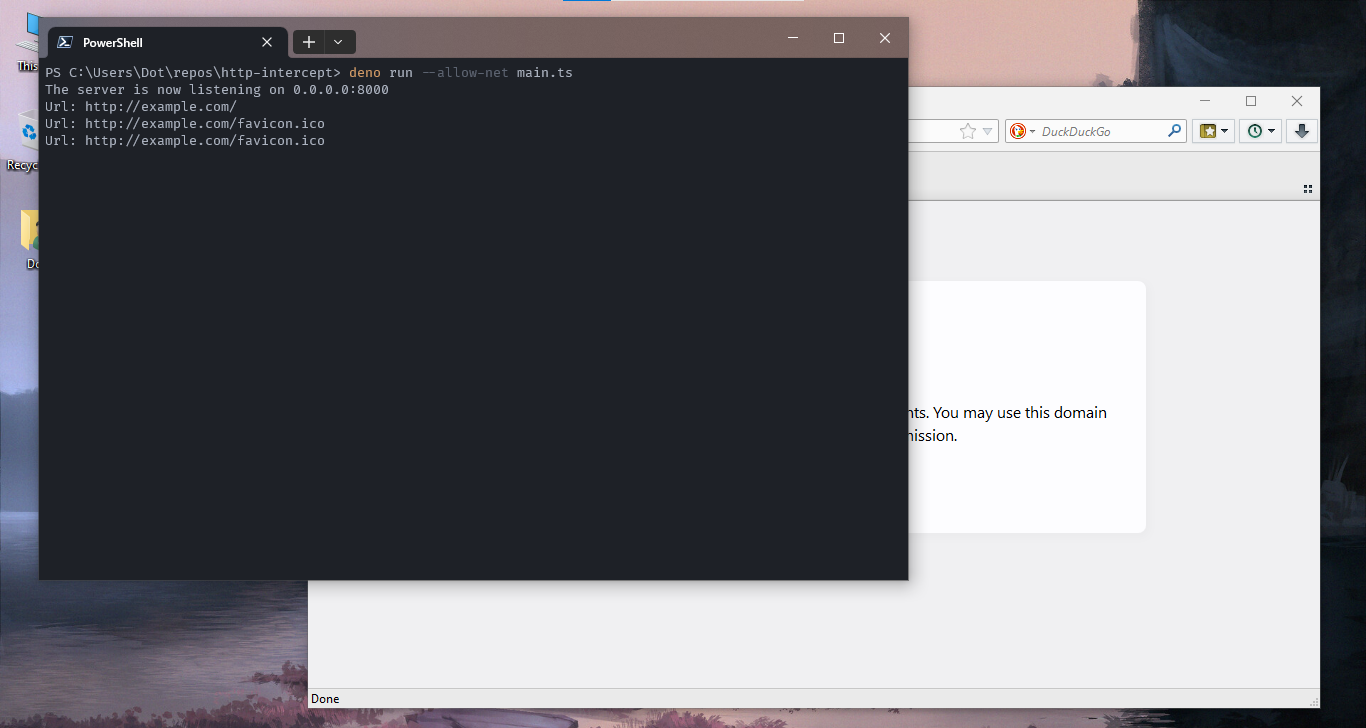 PowerShell
PS C:\Users\Dot\repos\http-intercept> deno run --allow-net main.ts
The server is now listening on 0.0.0.0:8000
Url: http://example.com/
Url: http://example.com/favicon.ico
Url: http://example.com/favicon.ico
This
Recyc
Do
DuckDuckGo
nts. You may use this domain
nission.
Done